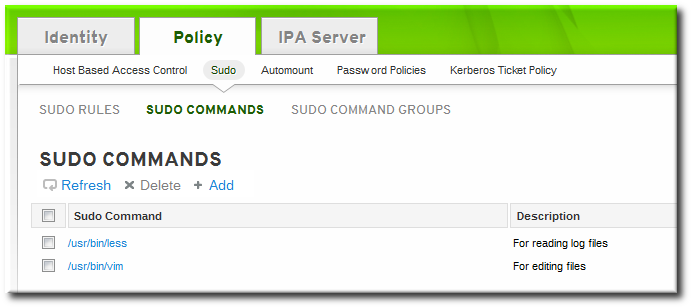 Identity Policy IPA Server
Host Based Access Control Sudo Automount Password Policies Kerberos Ticket Policy
SUDO RULES SUDO COMMANDS SUDO COMMAND GROUPS
SUDO COMMANDS
Refresh Delete Add
Sudo Command Description
/usr/bin/less For reading log files
/usr/bin/vim For editing files